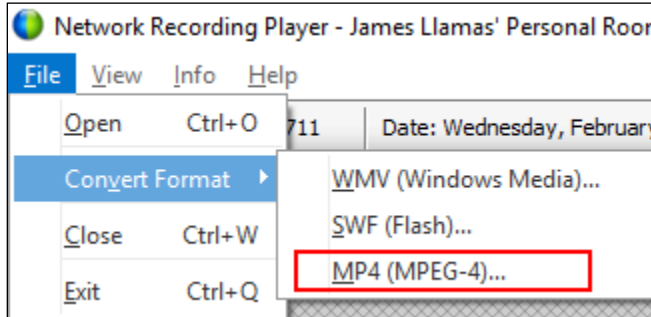 Network Recording Player - James Llamas' Personal Roor
File View Info Help
Open Ctrl+O
711 Date: Wednesday, February
Convert Format
WMV (Windows Media)...
SWF (Flash)...
Close Ctrl+W
MP4 (MPEG-4)...
Exit Ctrl+Q